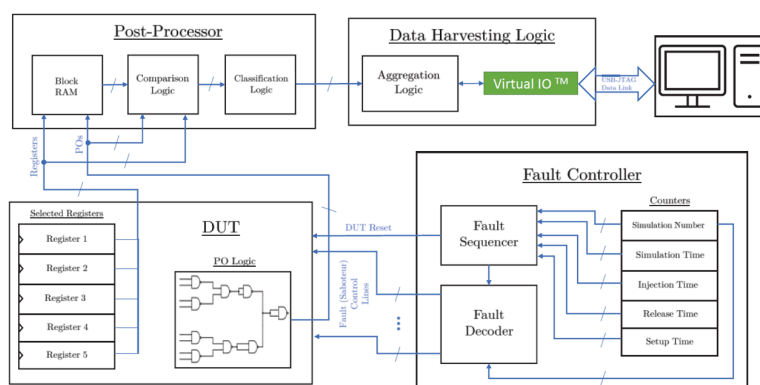 Post-Processor
Block
RAM
Comparison
Logic
Classification
Logic
Data Harvesting Logic
Aggregation
Logic
Virtual IO ™
USB-JTAG
Data Link
Registers
POs
Selected Registers
Register 1
Register 2
Register 3
Register 4
Register 5
DUT
PO Logic
DUT Reset
Fault (Saboteur)
Control
Lines
...
Fault Controller
Fault
Sequencer
Fault
Decoder
Counters
Simulation Number
Simulation Time
Injection Time
Release Time
Setup Time